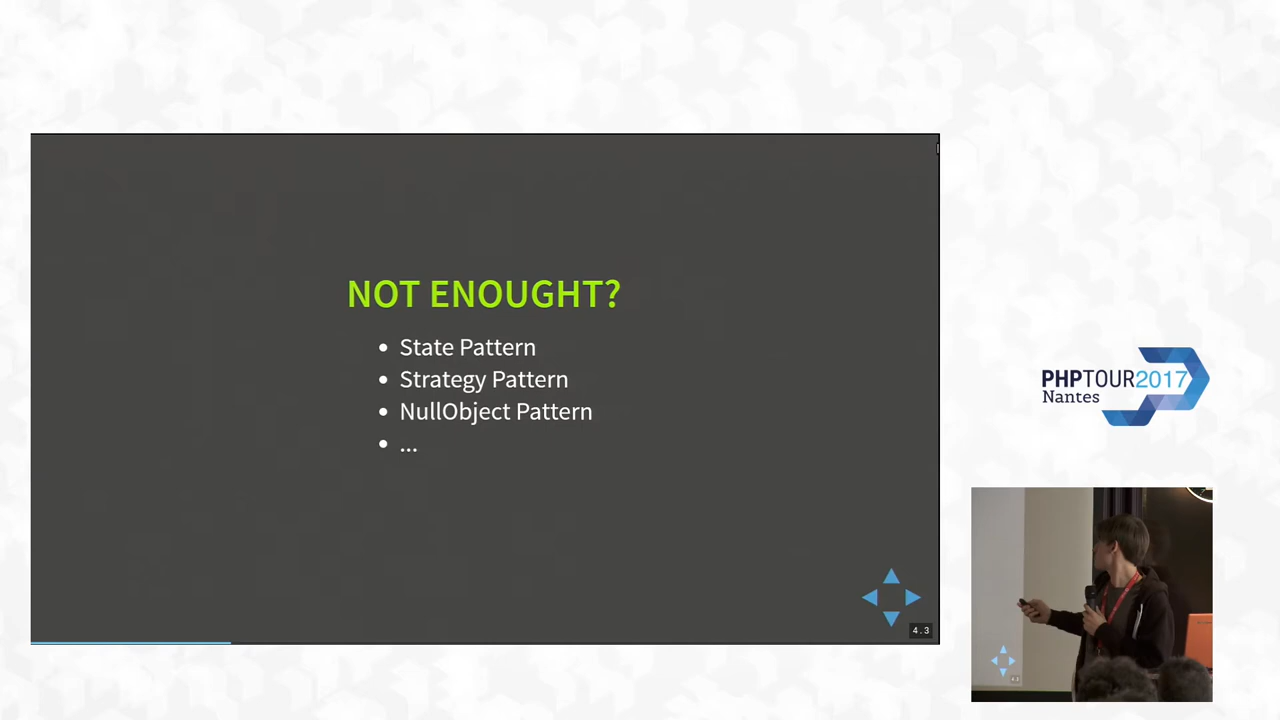 NOT ENOUGHT?
State Pattern
Strategy Pattern
NullObject Pattern
...
4.3
PHPTOUR2017
Nantes